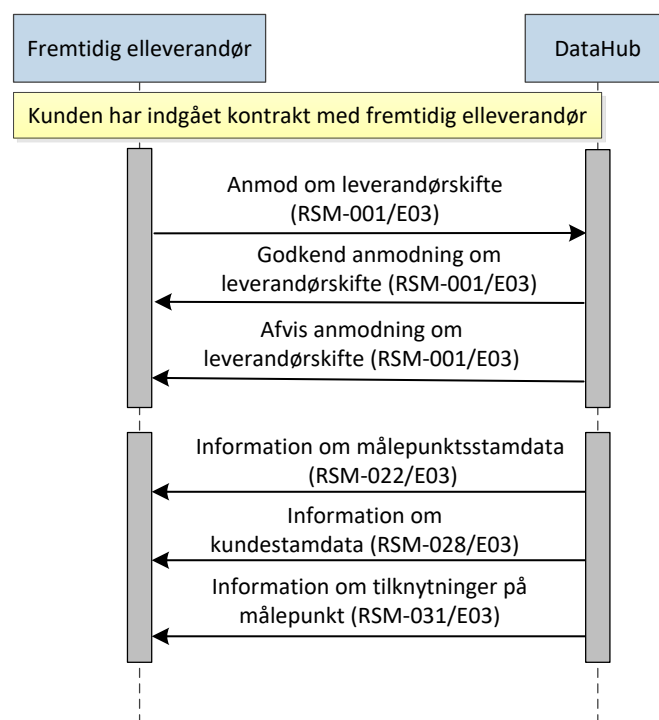 Fremtidig elleverandør
DataHub
Kunden har indgået kontrakt med fremtidig elleverandør
Anmod om leverandørskifte
(RSM-001/E03)
Godkend anmodning om
leverandørskifte (RSM-001/E03)
Afvis anmodning om
leverandørskifte (RSM-001/E03)
Information om målepunktsstamdata
(RSM-022/E03)
Information om
kundestamdata (RSM-028/E03)
Information om tilknytninger på
målepunkt (RSM-031/E03)